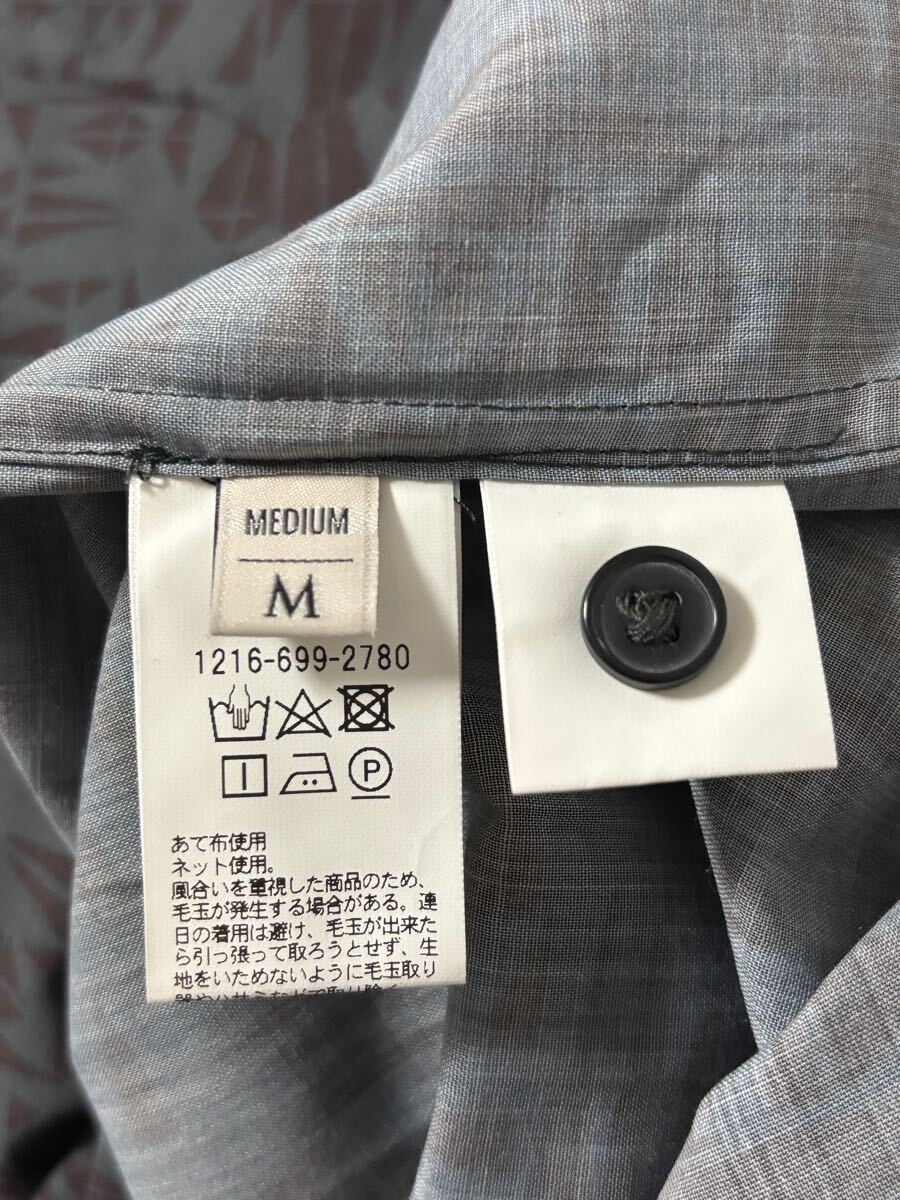 MEDIUM
M
1216-699-2780
P
あて布使用
ネット使用。
風合いを重視した商品のため、
毛玉が発生する場合がある。連
日の着用は避け、毛玉が出来た
ら引っ張って取ろうとせず、生
地をいためないように毛玉取り